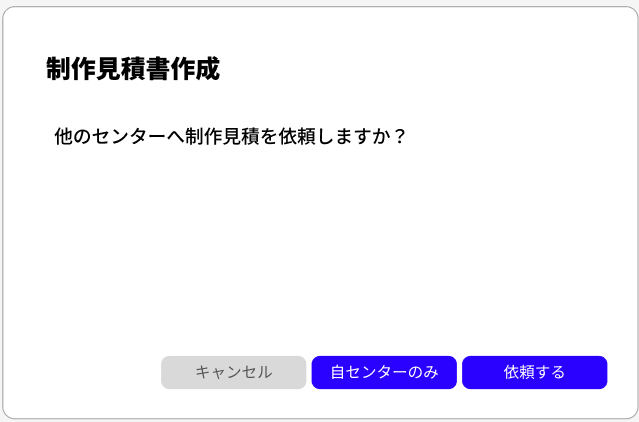 制作見積書作成
他のセンターへ制作見積を依頼しますか？
キャンセル
自センターのみ
依頼する